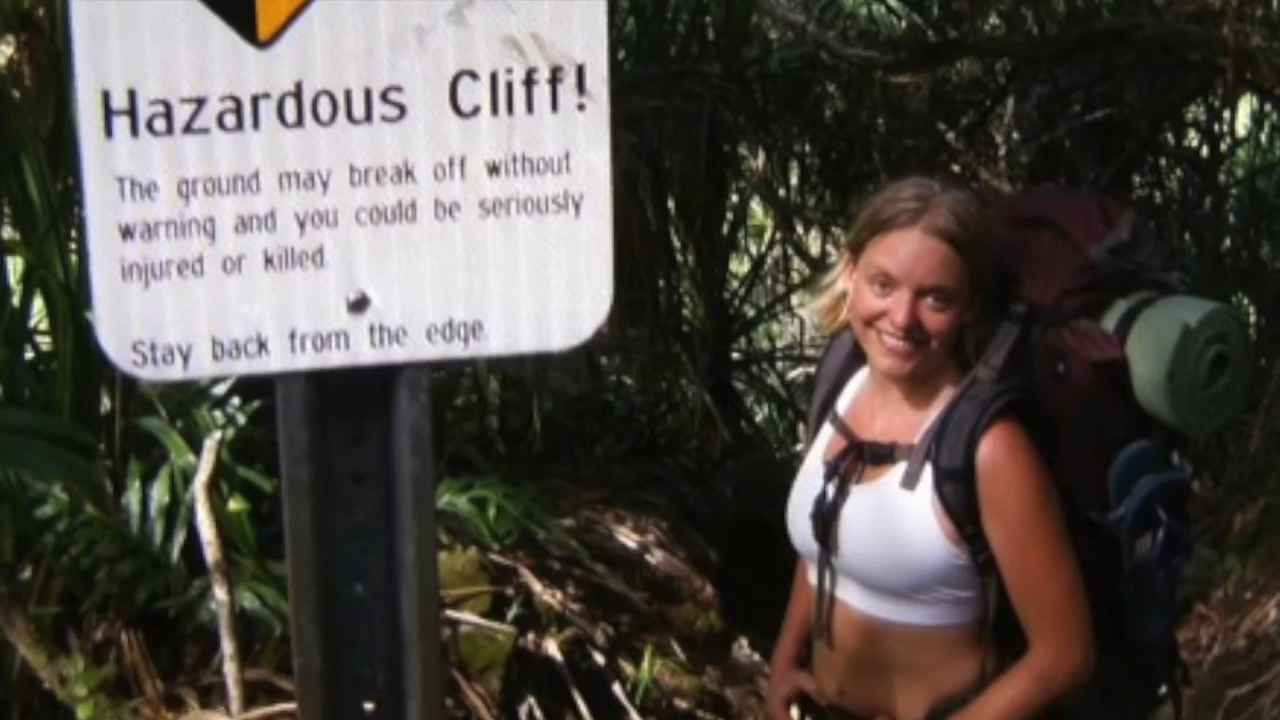 Hazardous Cliff!
The ground may break off without
warning and you could be seriously
injured or killed.
Stay back from the edge.